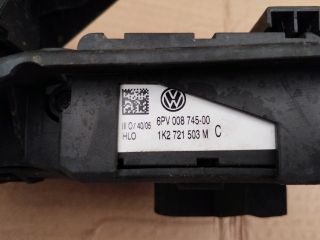 6PV 008 745-00
III O / 40/05
HLO
1K2 721 503 M C